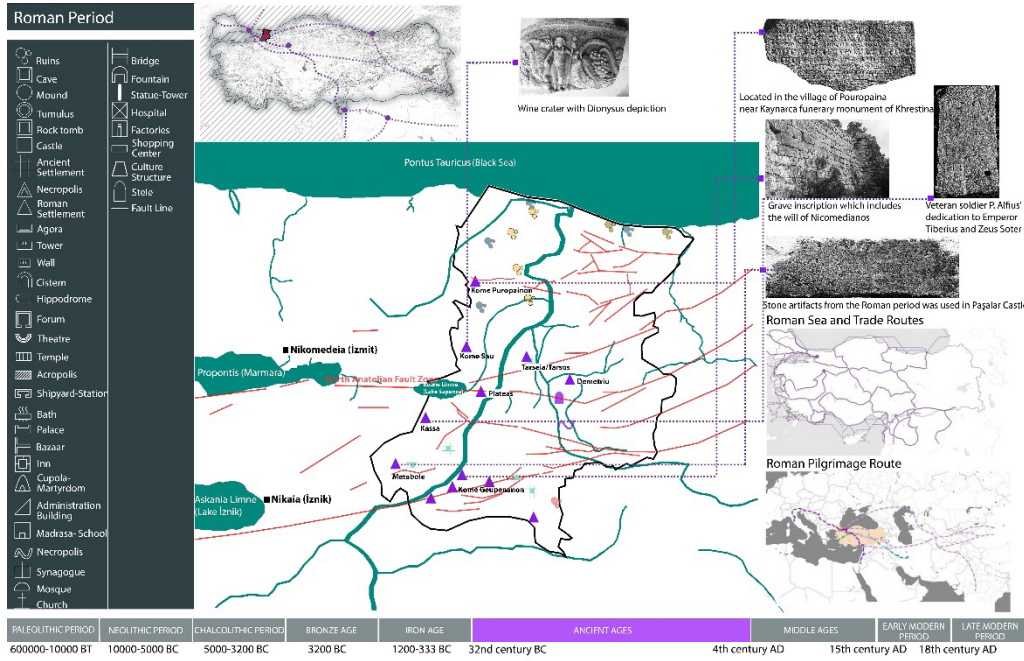 Roman Period
Ruins
Cave
Mound
Tumulus
Rock tomb
Castle
Ancient
Settlement
Necropolis
Roman
Settlement
Agora
Tower
Wall
Cistern
Hippodrome
Forum
Theatre
Temple
Acropolis
Shipyard-Station
Bath
Palace
Bazaar
Inn
Cupola-
Martyrdom
Administration
Building
Madrasa- School
Necropolis
Synagogue
Mosque
Church
Bridge
Fountain
Statue-Tower
Hospital
Factories
Shopping
Center
Culture
Structure
Stele
Fault Line
Wine crater with Dionysus depiction
Located in the village of Pouropaina
near Kaynarca funerary monument of Khrestina
Grave inscription which includes
the will of Nicomedianos
Veteran soldier P. Alfius'
dedication to Emperor
Tiberius and Zeus Soter
Stone artifacts from the Roman period was used in Paşalar Castle
Roman Sea and Trade Routes
Roman Pilgrimage Route
Pontus Tauricus (Black Sea)
Kome Puropainon
Nikomedeia (İzmit)
Kome Sau
Tarseia/Tarsos
Propontis (Marmara)
North Anatolian Fault Zone
Demetriu
(Lake Sapanca)
Plateas
Kassa
Metabole
Kome Geupenainon
Askania Limne
(Lake İznik)
Nikaia (İznik)
PALEOLITHIC PERIOD
NEOLITHIC PERIOD
CHALCOLITHIC PERIOD
BRONZE AGE
IRON AGE
ANCIENT AGES
MIDDLE AGES
EARLY MODERN
PERIOD
LATE MODERN
PERIOD
600000-10000 BT
10000-5000 BC
5000-3200 BC
3200 BC
1200-333 BC
32nd century BC
4th century AD
15th century AD
18th century AD